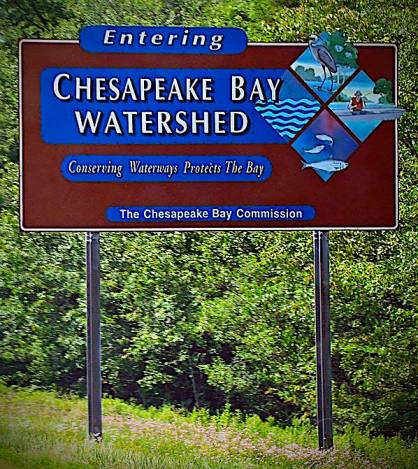 Entering
CHESAPEAKE BAY
WATERSHED
Conserving Waterways Protects The Bay
The Chesapeake Bay Commission